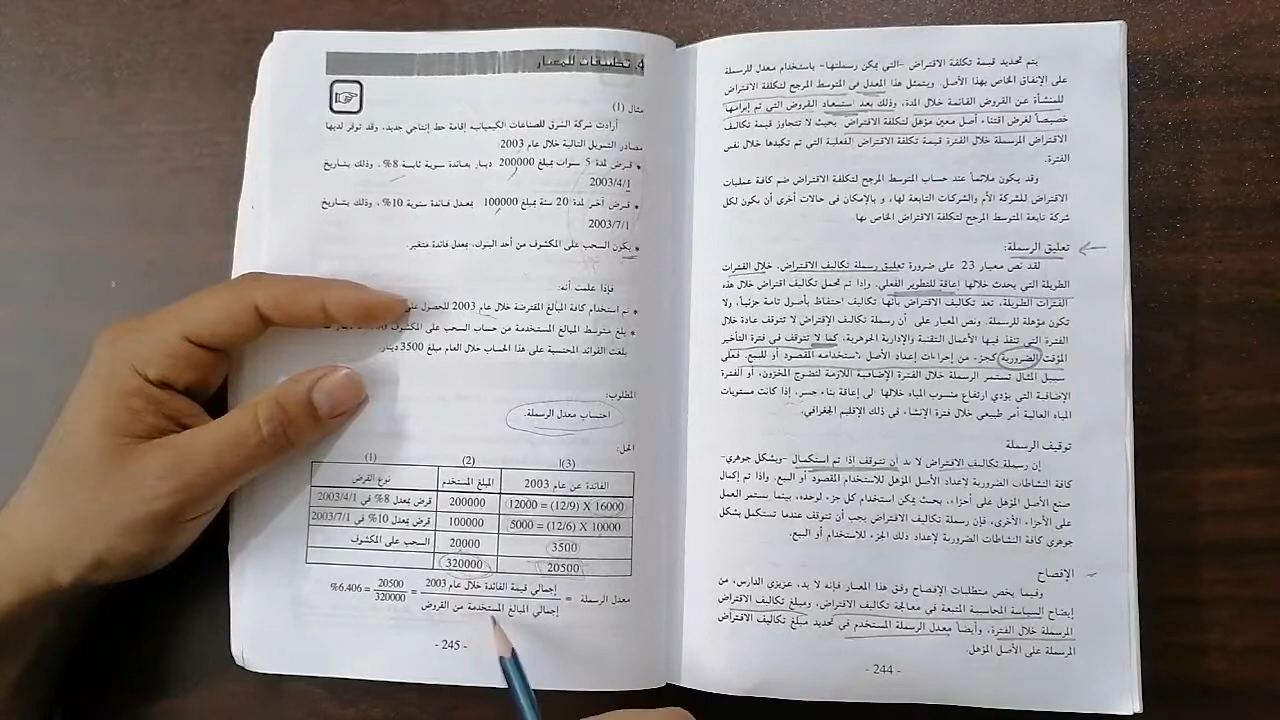 يتم تحديد قيمة تكلفة الاقتراض -التي يمكن رسملتها- باستخدام معدل للرسملة
على الإنفاق الخاص بهذا الأصل ويتمثل هذا المعدل في المتوسط المرجح لتكلفة الاقتراض
للمنشأة عن القروض القائمة خلال المدة، وذلك بعد استبعاد القروض التي تم إبرامها
خصيصاً لغرض اقتناء أصل معين مؤهل لتكلفة الاقتراض بحيث لا تتجاوز قيمة تكاليف
الاقتراض المرسملة خلال الفترة قيمة تكلفة الاقتراض الفعلية التي تم تكبدها خلال نفس
الفترة.
وقد يكون ملائماً عند حساب المتوسط المرجح لتكلفة الاقتراض ضم كافة عمليات
الاقتراض للشركة الأم والشركات التابعة لها، و بالإمكان في حالات أخرى أن يكون لكل
شركة تابعة المتوسط المرجح لتكلفة الاقتراض الخاص بها.
تعليق الرسملة:
لقد نص معيار 23 على ضرورة تعليق رسملة تكاليف الاقتراض. خلال الفترات
الطويلة التي يحدث خلالها إعاقة للتطوير الفعلي. وإذا تم تحمل تكاليف اقتراض خلال هذه
الفترات الطويلة، تعد تكاليف الاقتراض بأنها تكاليف احتفاظ بأصول تامة جزئياً، ولا
تكون مؤهلة للرسملة. ونص المعيار على أن رسملة تكاليف الاقتراض لا تتوقف عادة خلال
الفترة التي تنفذ فيها الأعمال التقنية والإدارية الجوهرية، كما لا تتوقف في فترة التأخير
المؤقت الضرورية كجزء من إجراءات إعداد الأصل لاستخدامه المقصود أو للبيع. فعلى
سبيل المثال تستمر الرسملة خلال الفترة الإضافية اللازمة لنضوج المخزون، أو الفترة
الإضافية التي يؤدي ارتفاع منسوب المياه خلالها الى إعاقة بناء جسر، إذا كانت مستويات
المياه العالية أمر طبيعي خلال فترة الإنشاء في ذلك الإقليم الجغرافي.
توقيف الرسملة
إن رسملة تكاليف الاقتراض لا بد أن تتوقف إذا تم استكمال -وبشكل جوهري-
كافة النشاطات الضرورية لإعداد الأصل المؤهل للاستخدام المقصود أو البيع. وإذا تم إكمال
صنع الأصل المؤهل على أجزاء، بحيث يمكن استخدام كل جزء لوحده، بينما يستمر العمل
على الأجزاء الأخرى، فإن رسملة تكاليف الاقتراض يجب أن تتوقف عندما تستكمل بشكل
جوهري كافة النشاطات الضرورية لإعداد ذلك الجزء للاستخدام أو البيع.
الإفصاح
وفيما يخص متطلبات الإفصاح وفق هذا المعيار فإنه لا بد، عزيزي الدارس، من
إيضاح السياسة المحاسبية المتبعة في معالجة تكاليف الاقتراض، ومبلغ تكاليف الاقتراض
المرسملة خلال الفترة، وأيضاً معدل الرسملة المستخدم في تحديد مبلغ تكاليف الاقتراض
المرسملة على الأصل المؤهل.
- 244 -
4. تطبيقات للمعيار
مثال (1)
أرادت شركة الشرق للصناعات الكيميائية إقامة خط إنتاجي جديد، وقد توفر لديها
مصادر التمويل التالية خلال عام 2003
• قرض لمدة 5 سنوات بمبلغ 200000 دينار بفائدة سنوية ثابتة 8%، وذلك بتاريخ
2003/4/1
• قرض آخر لمدة 20 سنة بمبلغ 100000 بمعدل فائدة سنوية 10%، وذلك بتاريخ
2003/7/1
• يكون السحب على المكشوف من أحد البنوك، بمعدل فائدة متغير.
فإذا علمت أنه:
• تم استخدام كافة المبالغ المقترضة خلال عام 2003 للحصول
• بلغ متوسط المبالغ المستخدمة من حساب السحب على المكشوف
بلغت الفوائد المحتسبة على هذا الحساب خلال العام مبلغ 3500 دينار.
المطلوب:
احتساب معدل الرسملة.
الحل:
(1) (2) (3)
نوع القرض المبلغ المستخدم الفائدة عن عام 2003
قرض بمعدل 8% في 2003/4/1 200000 12000 = (12/9) X 16000
قرض بمعدل 10% في 2003/7/1 100000 5000 = (12/6) X 10000
السحب على المكشوف 20000 3500
320000 20500
معدل الرسملة = إجمالي قيمة الفائدة خلال عام 2003 / إجمالي المبالغ المستخدمة من القروض = 20500 / 320000 = 6.406%
- 245 -